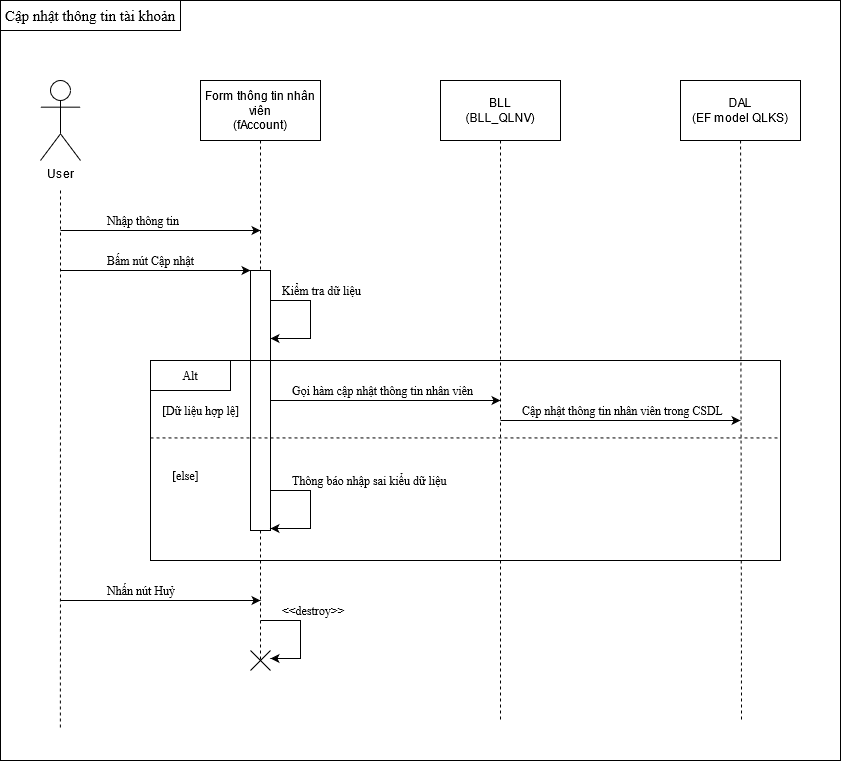 Cập nhật thông tin tài khoản
Form thông tin nhân
viên
(fAccount)
BLL
(BLL_QLNV)
DAL
(EF model QLKS)
User
Nhập thông tin
Bấm nút Cập nhật
Kiểm tra dữ liệu
Alt
Gọi hàm cập nhật thông tin nhân viên
[Dữ liệu hợp lệ]
Cập nhật thông tin nhân viên trong CSDL
[else]
Thông báo nhập sai kiểu dữ liệu
Nhấn nút Huỷ
<<destroy>>